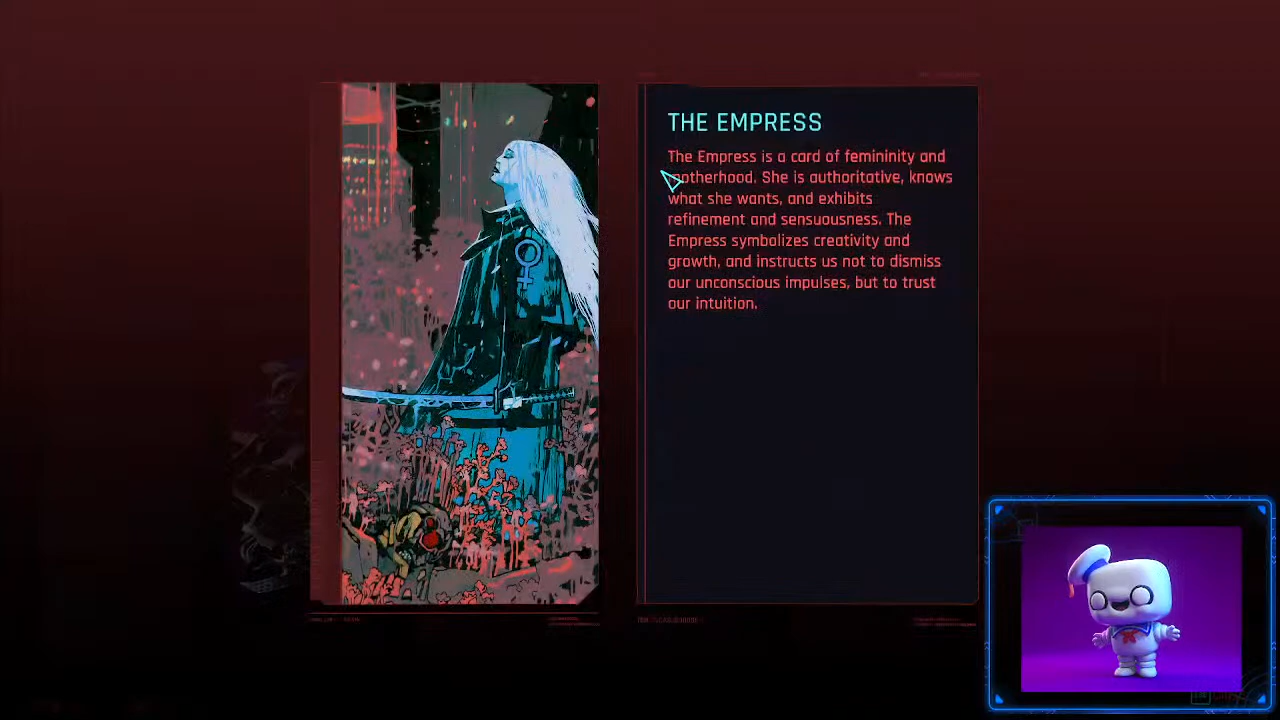 THE EMPRESS
The Empress is a card of femininity and
motherhood. She is authoritative, knows
what she wants, and exhibits
refinement and sensuousness. The
Empress symbolizes creativity and
growth, and instructs us not to dismiss
our unconscious impulses, but to trust
our intuition.